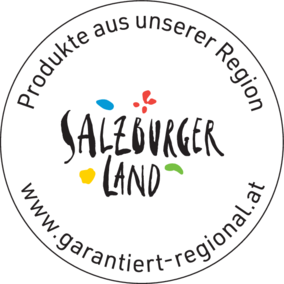 Produkte aus unserer Region
SALZBURGER
LAND
www.garantiert-regional.at